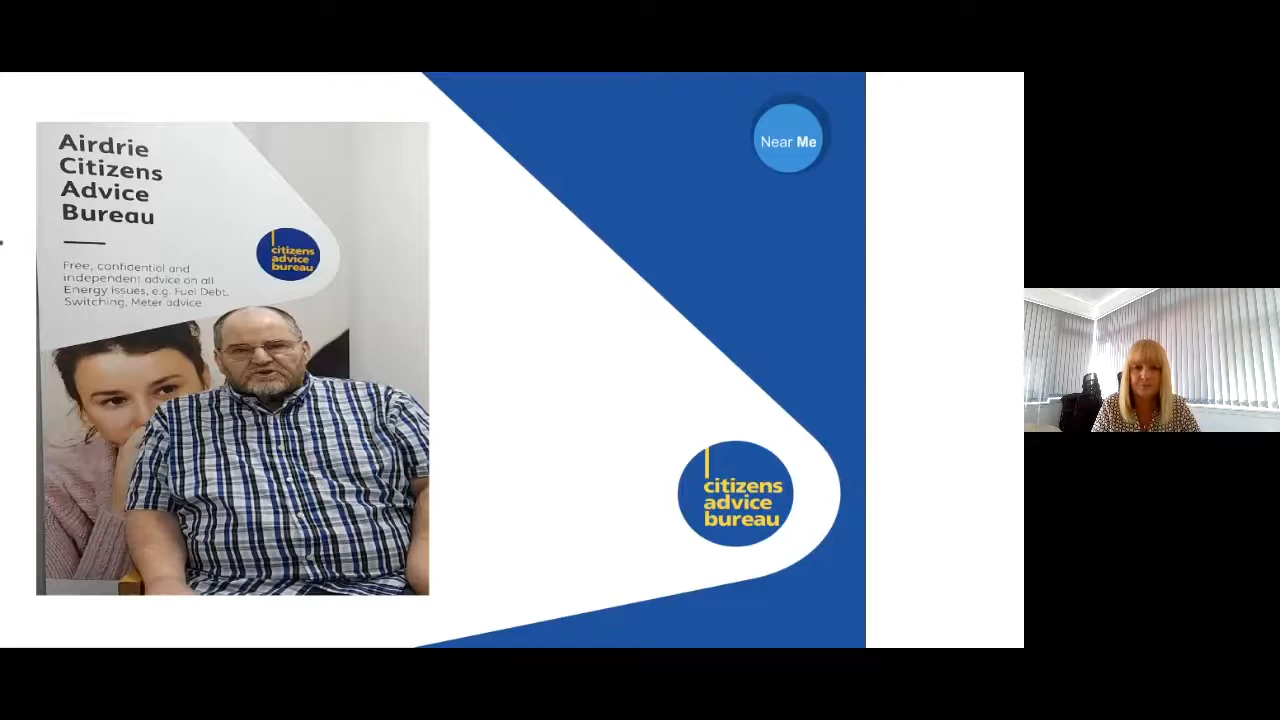 Airdrie
Citizens
Advice
Bureau
Free, confidential and
independent advice on all
Energy issues, e.g. Fuel Debt,
Switching, Meter advice
citizens
advice
bureau
Near Me
citizens
advice
bureau